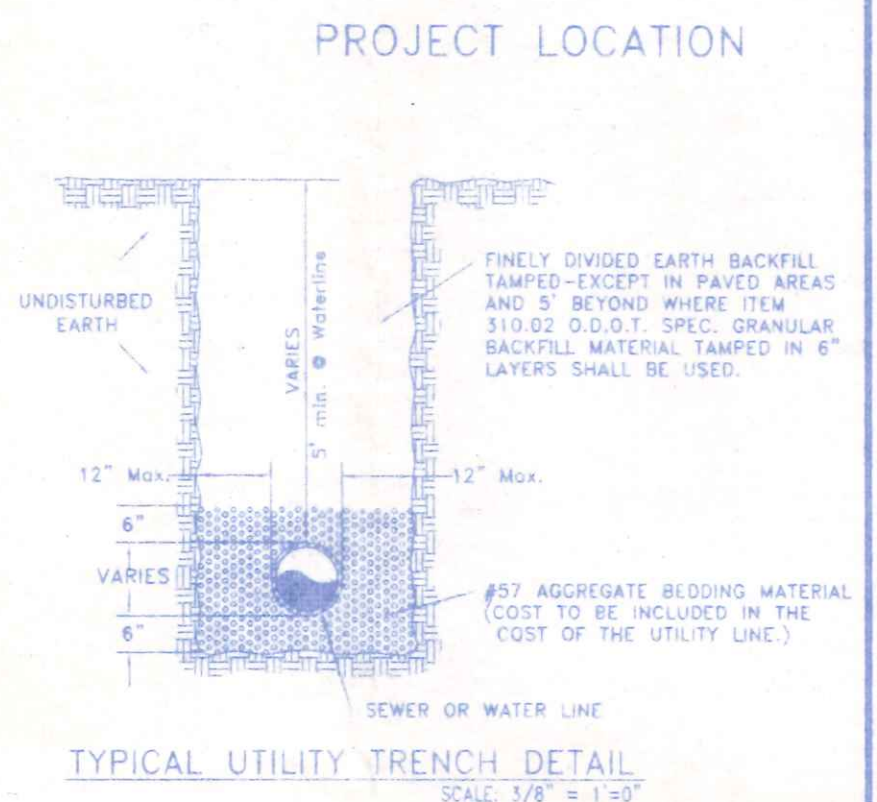 PROJECT LOCATION
UNDISTURBED
EARTH
VARIES
5' min. @ Waterline
FINELY DIVIDED EARTH BACKFILL
TAMPED-EXCEPT IN PAVED AREAS
AND 5' BEYOND WHERE ITEM
310.02 O.D.O.T. SPEC. GRANULAR
BACKFILL MATERIAL TAMPED IN 6"
LAYERS SHALL BE USED.
12" Max.
12" Max.
6"
VARIES
6"
#57 AGGREGATE BEDDING MATERIAL
(COST TO BE INCLUDED IN THE
COST OF THE UTILITY LINE.)
SEWER OR WATER LINE
TYPICAL UTILITY TRENCH DETAIL
SCALE: 3/8" = 1'=0"